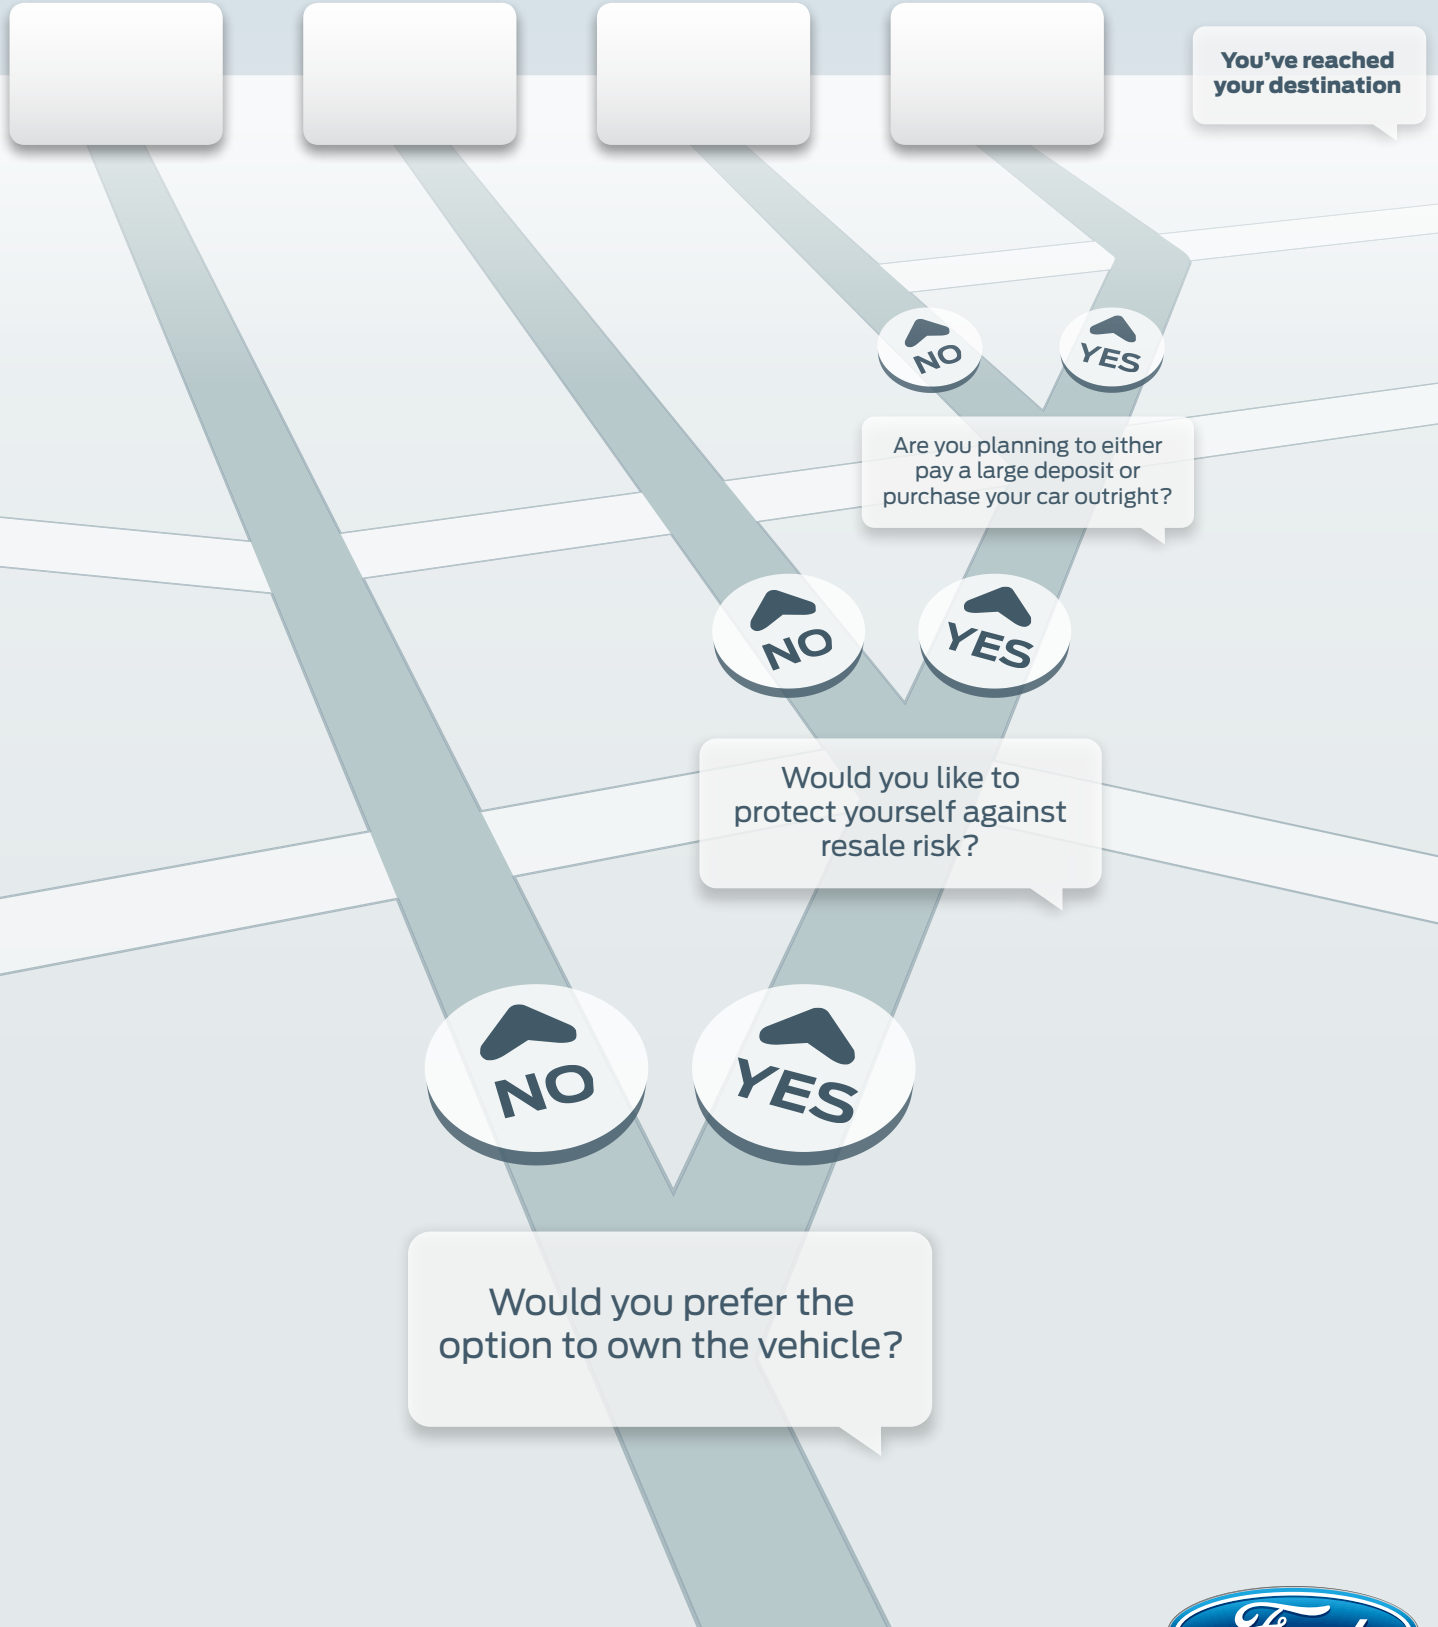 You’ve reached
your destination
NO
YES
Are you planning to either
pay a large deposit or
purchase your car outright?
NO
YES
Would you like to
protect yourself against
resale risk?
NO
YES
Would you prefer the
option to own the vehicle?